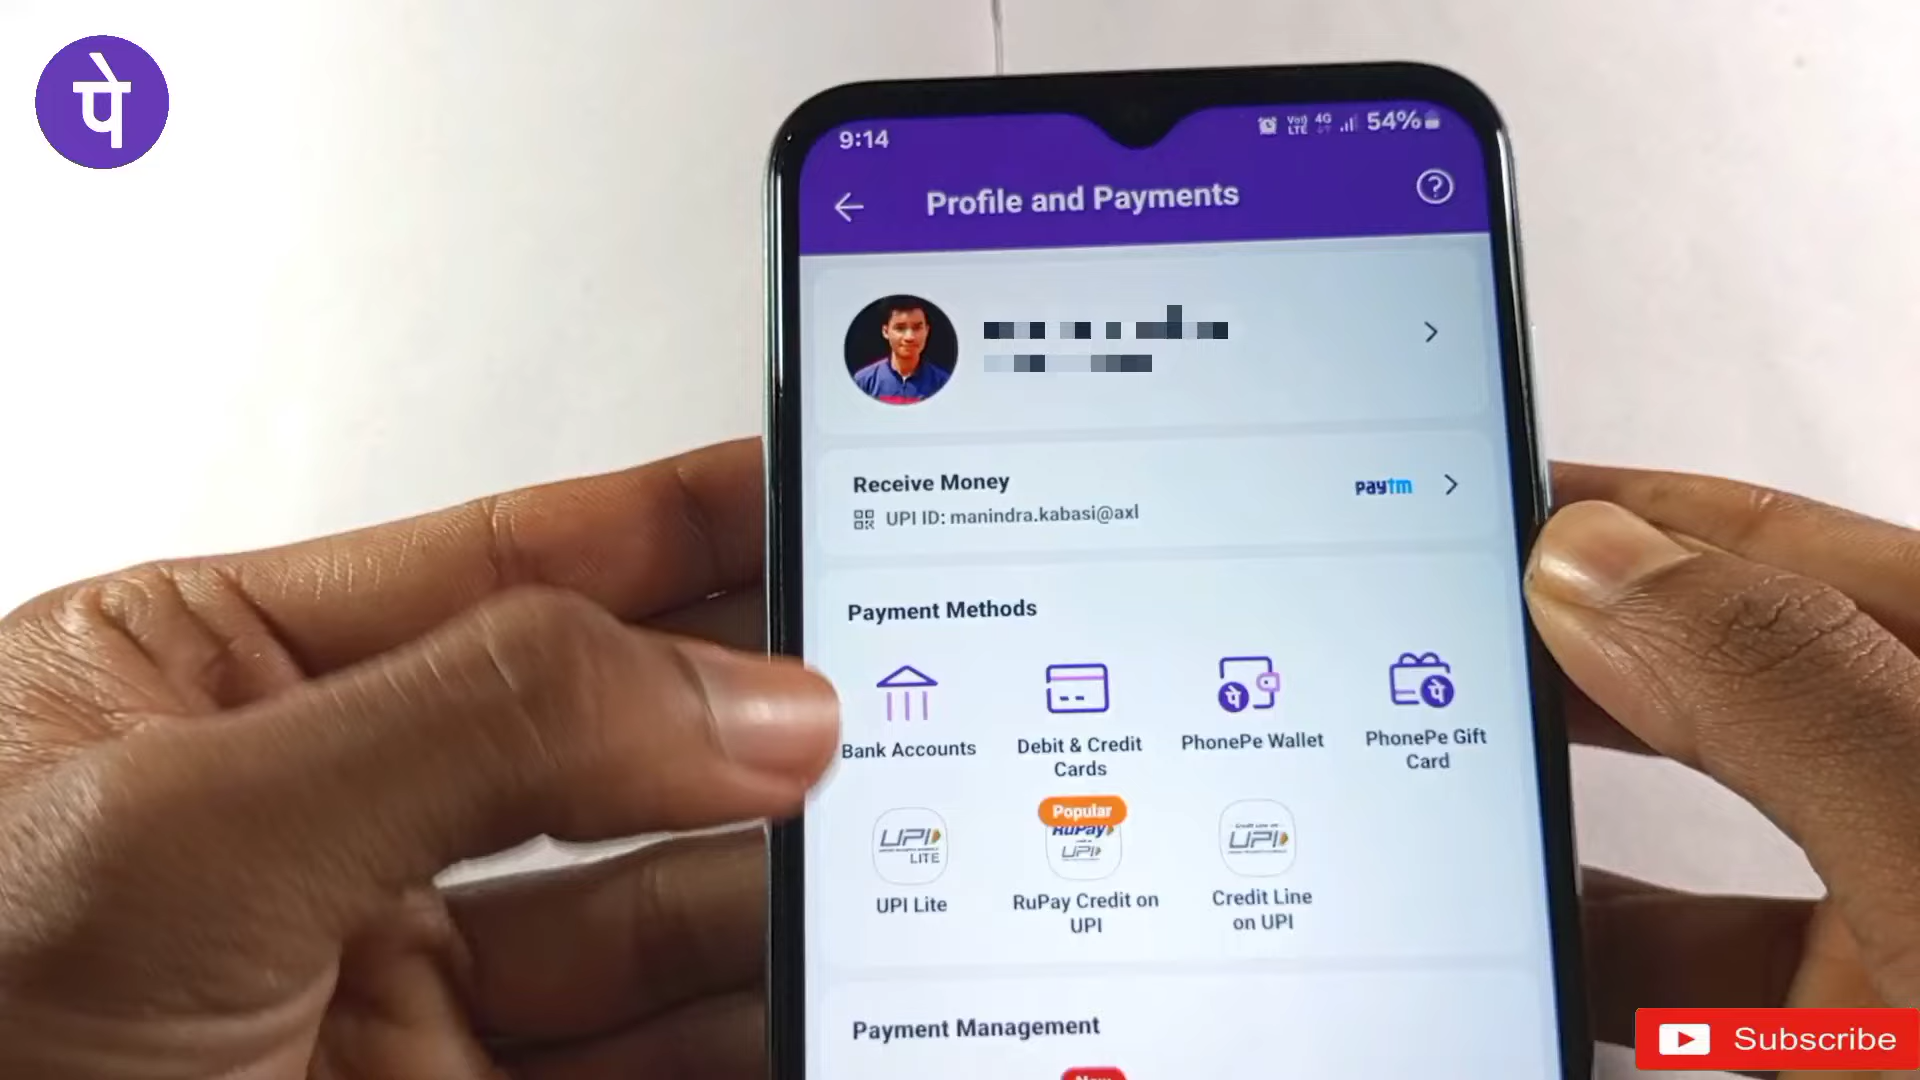 पे
9:14
VoLTE 4G 54%
Profile and Payments
?
Receive Money
paytm
UPI ID: manindra.kabasi@axl
Payment Methods
पे
पे
Bank Accounts
Debit & Credit Cards
PhonePe Wallet
PhonePe Gift Card
UPI LITE
Popular
RuPay UPI
Credit Line on UPI
UPI Lite
RuPay Credit on UPI
Credit Line on UPI
Payment Management
New
Subscribe